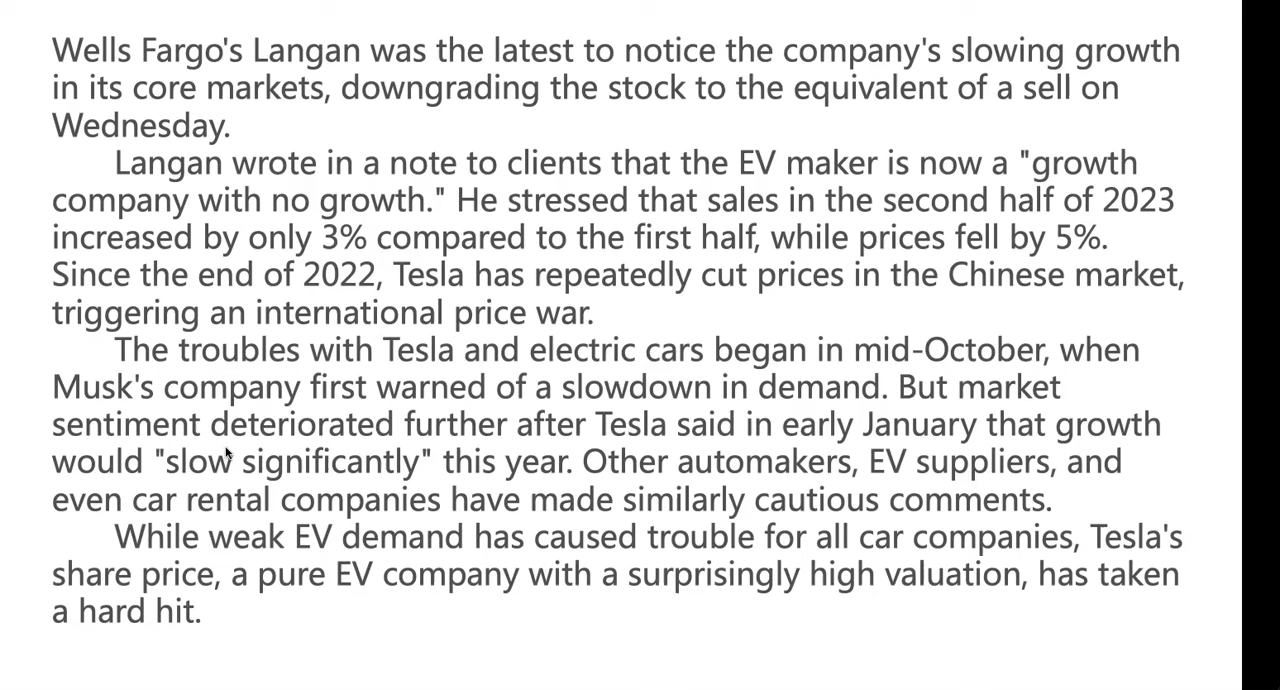 Wells Fargo's Langan was the latest to notice the company's slowing growth
in its core markets, downgrading the stock to the equivalent of a sell on
Wednesday.
Langan wrote in a note to clients that the EV maker is now a "growth
company with no growth." He stressed that sales in the second half of 2023
increased by only 3% compared to the first half, while prices fell by 5%.
Since the end of 2022, Tesla has repeatedly cut prices in the Chinese market,
triggering an international price war.
The troubles with Tesla and electric cars began in mid-October, when
Musk's company first warned of a slowdown in demand. But market
sentiment deteriorated further after Tesla said in early January that growth
would "slow significantly" this year. Other automakers, EV suppliers, and
even car rental companies have made similarly cautious comments.
While weak EV demand has caused trouble for all car companies, Tesla's
share price, a pure EV company with a surprisingly high valuation, has taken
a hard hit.